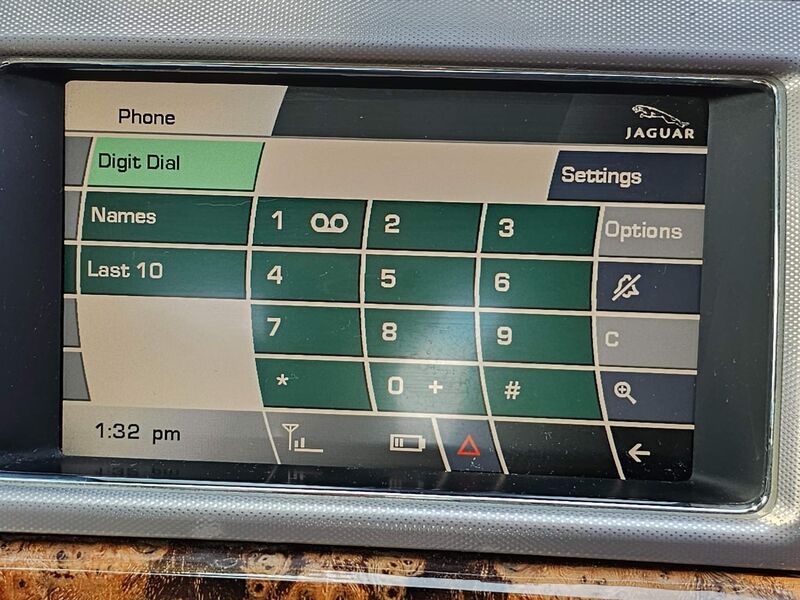 Phone
JAGUAR
Digit Dial
Settings
Names
1 2 3
Options
Last 10
4 5 6
7 8 9
C
* 0 + #
1:32 pm